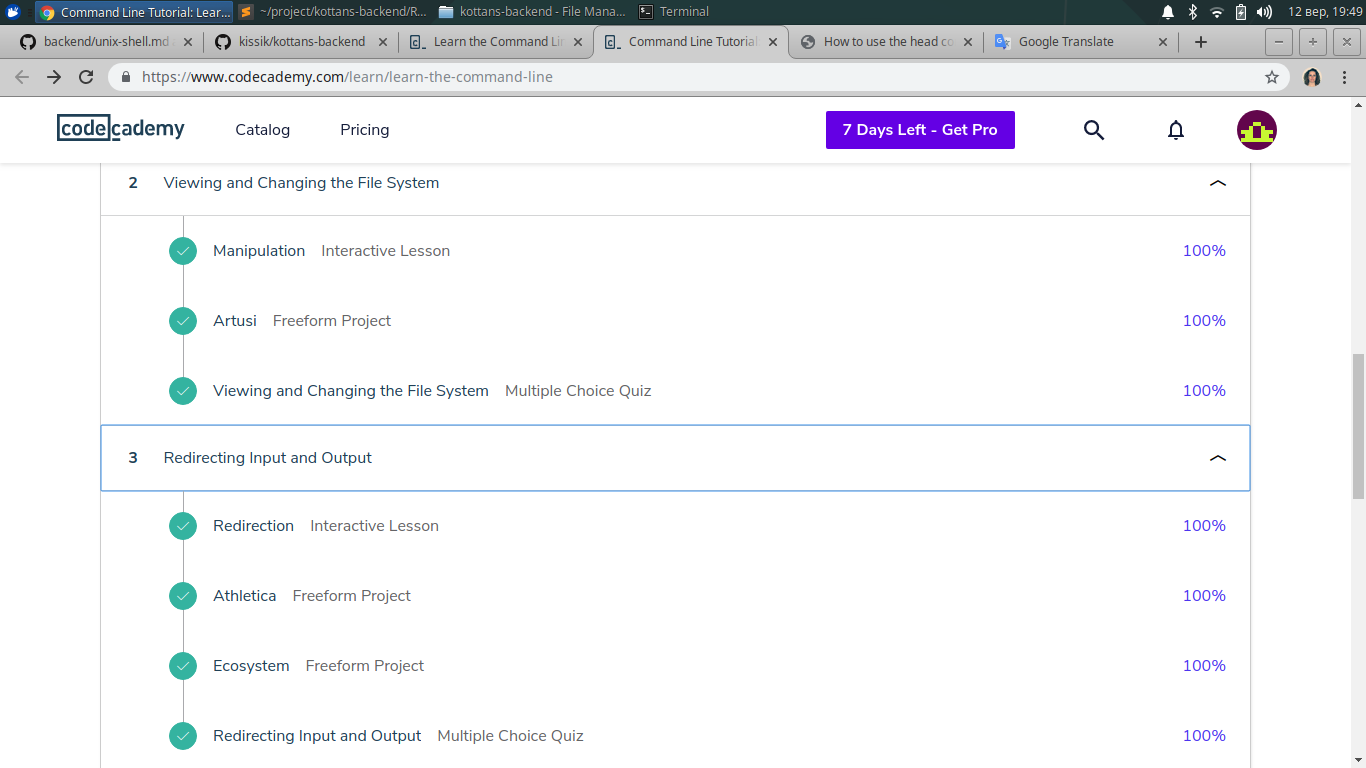 Command Line Tutorial: Lear...
~/project/kottans-backend/R...
kottans-backend - File Mana...
Terminal
12 вер, 19:49
backend/unix-shell.md
kissik/kottans-backend
Learn the Command Li
Command Line Tutorial
How to use the head co
Google Translate
https://www.codecademy.com/learn/learn-the-command-line
codecademy
Catalog
Pricing
7 Days Left - Get Pro
2 Viewing and Changing the File System
Manipulation Interactive Lesson 100%
Artusi Freeform Project 100%
Viewing and Changing the File System Multiple Choice Quiz 100%
3 Redirecting Input and Output
Redirection Interactive Lesson 100%
Athletica Freeform Project 100%
Ecosystem Freeform Project 100%
Redirecting Input and Output Multiple Choice Quiz 100%